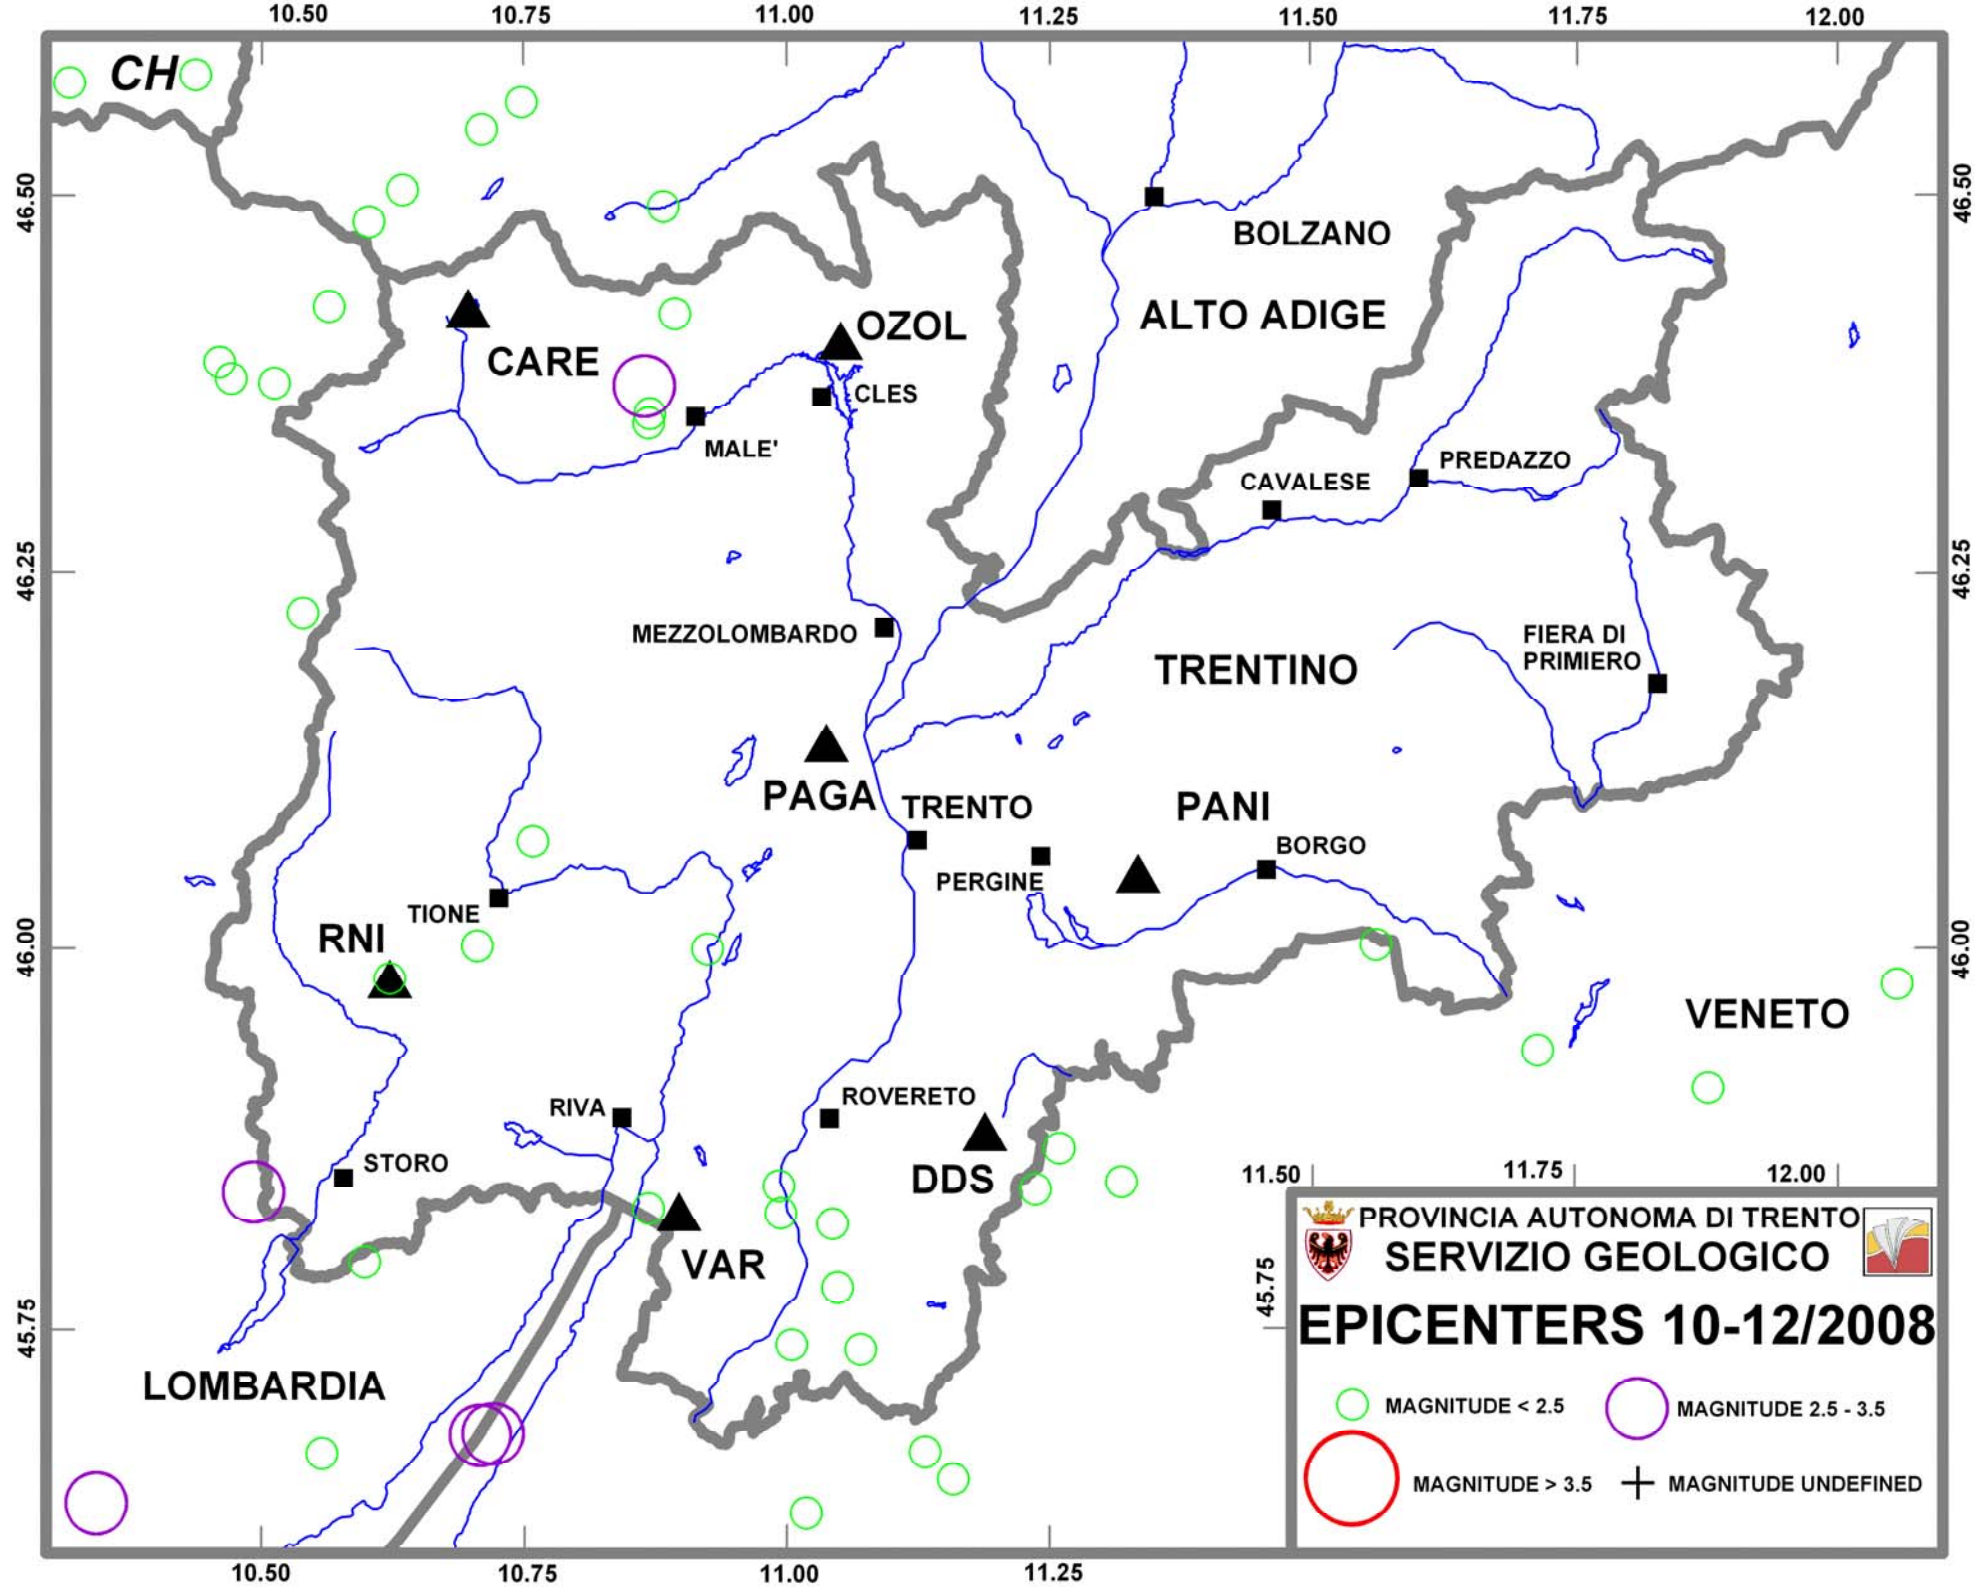 10.50 10.75 11.00 11.25 11.50 11.75 12.00
CH
46.50
46.50
BOLZANO
ALTO ADIGE
OZOL
CARE
CLES
MALE'
PREDAZZO
CAVALESE
46.25
46.25
MEZZOLOMBARDO
TRENTINO
FIERA DI
PRIMIERO
PAGA
TRENTO
PANI
BORGO
PERGINE
TIONE
RNI
46.00
46.00
VENETO
RIVA
ROVERETO
STORO
DDS
VAR
11.50 11.75 12.00
PROVINCIA AUTONOMA DI TRENTO
SERVIZIO GEOLOGICO
45.75
45.75
EPICENTERS 10-12/2008
LOMBARDIA
MAGNITUDE < 2.5
MAGNITUDE 2.5 - 3.5
MAGNITUDE > 3.5
MAGNITUDE UNDEFINED
10.50 10.75 11.00 11.25